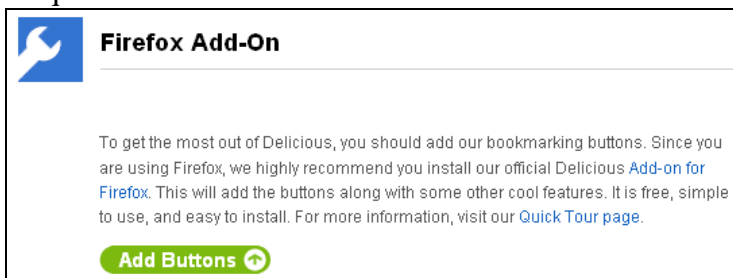 Firefox Add-On
To get the most out of Delicious, you should add our bookmarking buttons. Since you
are using Firefox, we highly recommend you install our official Delicious Add-on for
Firefox. This will add the buttons along with some other cool features. It is free, simple
to use, and easy to install. For more information, visit our Quick Tour page.
Add Buttons